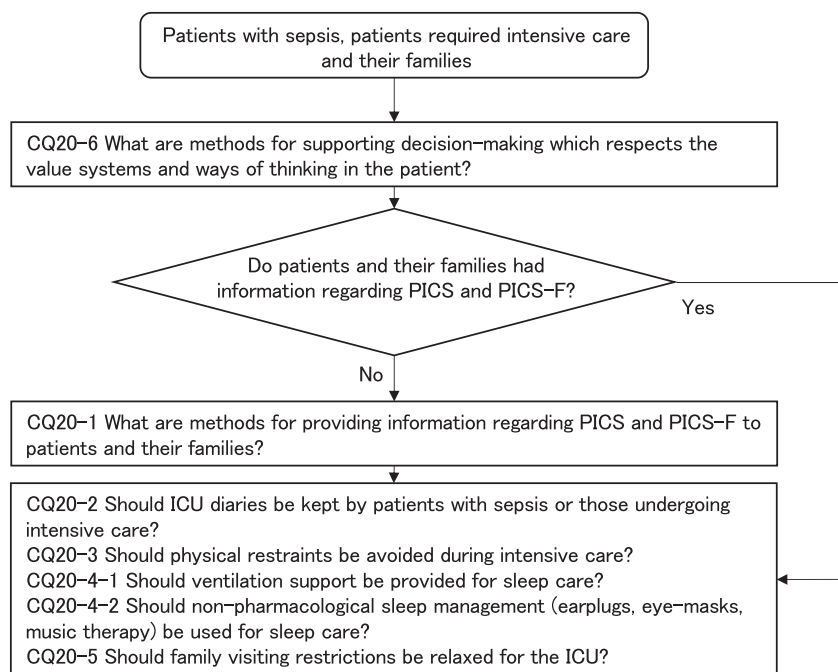 Patients with sepsis, patients required intensive care
and their families
CQ20-6 What are methods for supporting decision-making which respects the
value systems and ways of thinking in the patient?
Do patients and their families had
information regarding PICS and PICS-F?
Yes
No
CQ20-1 What are methods for providing information regarding PICS and PICS-F to
patients and their families?
CQ20-2 Should ICU diaries be kept by patients with sepsis or those undergoing
intensive care?
CQ20-3 Should physical restraints be avoided during intensive care?
CQ20-4-1 Should ventilation support be provided for sleep care?
CQ20-4-2 Should non-pharmacological sleep management (earplugs, eye-masks,
music therapy) be used for sleep care?
CQ20-5 Should family visiting restrictions be relaxed for the ICU?